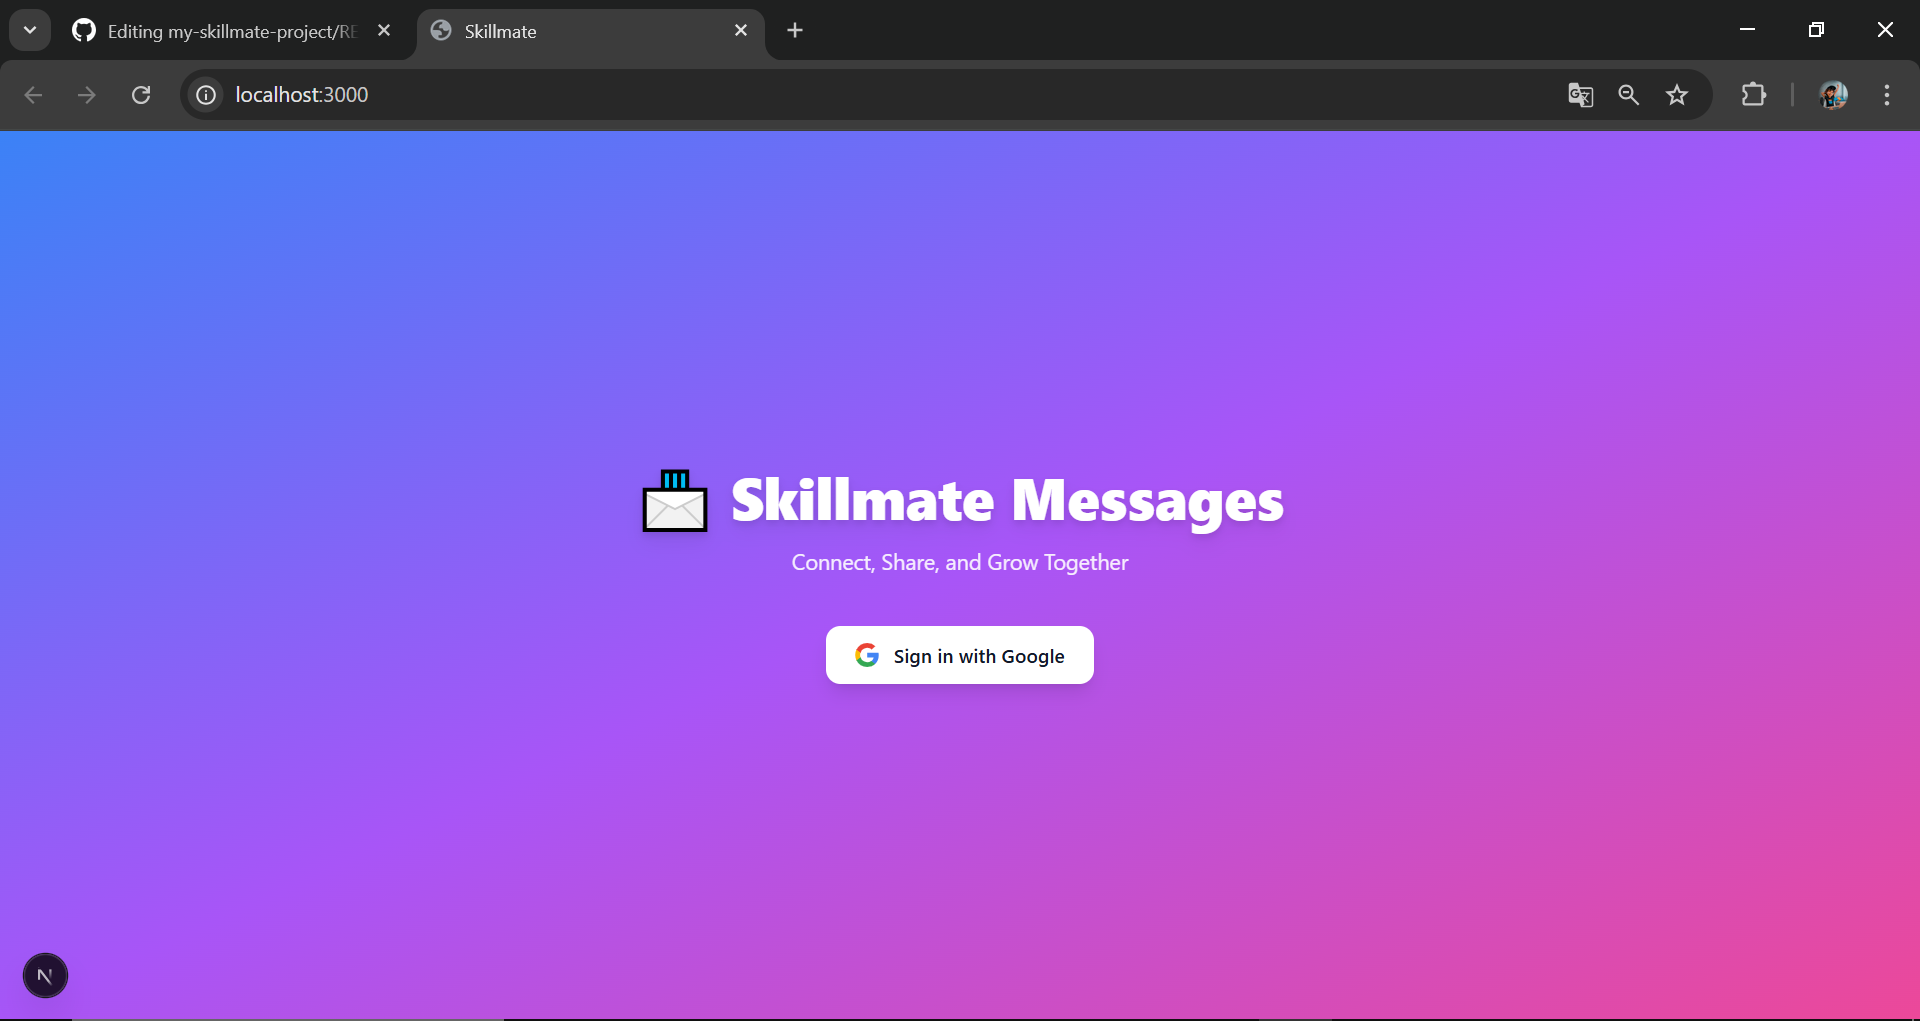 Editing my-skillmate-project/RE
Skillmate
localhost:3000
Skillmate Messages
Connect, Share, and Grow Together
Sign in with Google
N